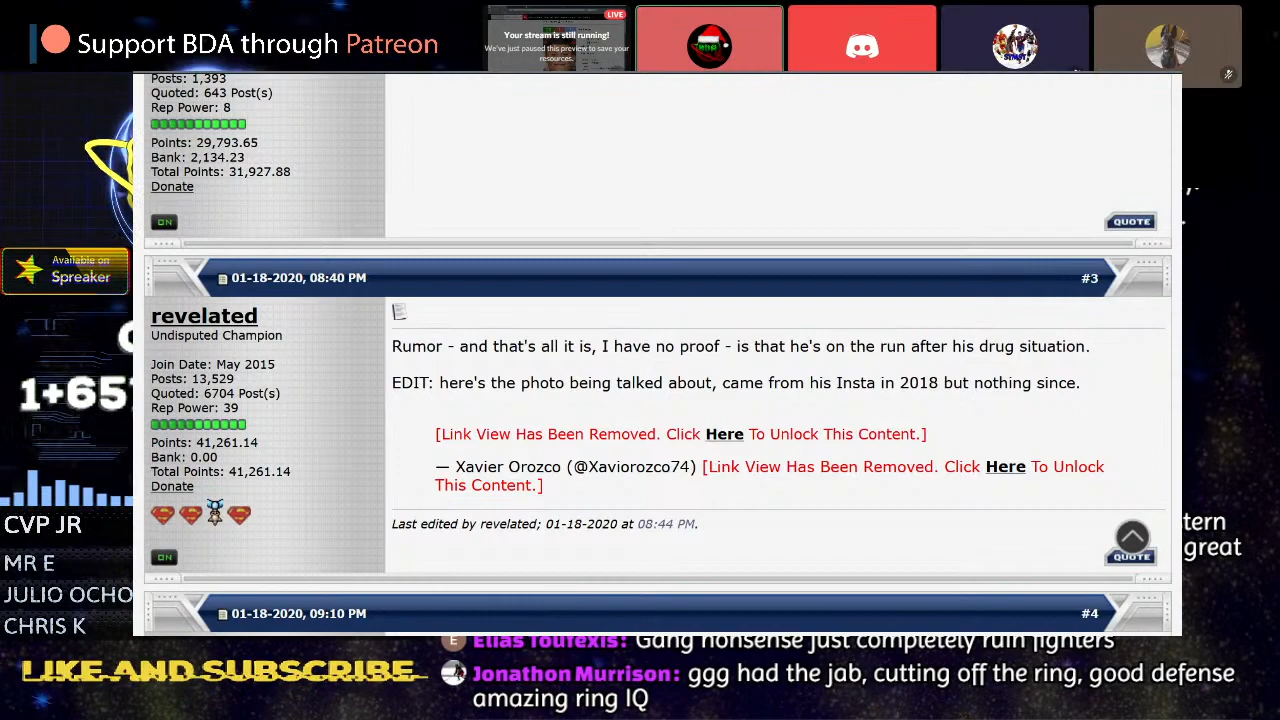 Support BDA through Patreon
LIVE
Your stream is still running!
We've just paused this preview to save your
resources.
Posts: 1,393
Quoted: 643 Post(s)
Rep Power: 8
Points: 29,793.65
Bank: 2,134.23
Total Points: 31,927.88
Donate
ON
QUOTE
Available on
Spreaker
01-18-2020, 08:40 PM
#3
revelated
Undisputed Champion
Join Date: May 2015
Posts: 13,529
Quoted: 6704 Post(s)
Rep Power: 39
Points: 41,261.14
Bank: 0.00
Total Points: 41,261.14
Donate
ON
Rumor - and that's all it is, I have no proof - is that he's on the run after his drug situation.
EDIT: here's the photo being talked about, came from his Insta in 2018 but nothing since.
[Link View Has Been Removed. Click Here To Unlock This Content.]
— Xavier Orozco (@Xaviorozco74) [Link View Has Been Removed. Click Here To Unlock
This Content.]
Last edited by revelated; 01-18-2020 at 08:44 PM.
QUOTE
01-18-2020, 09:10 PM
#4
1+657
CVP JR
MR E
JULIO OCHO
CHRIS K
tern
great
LIKE AND SUBSCRIBE
Elias Toufexis: Gang nonsense just completely ruin fighters
Jonathon Murrison: ggg had the jab, cutting off the ring, good defense
amazing ring IQ